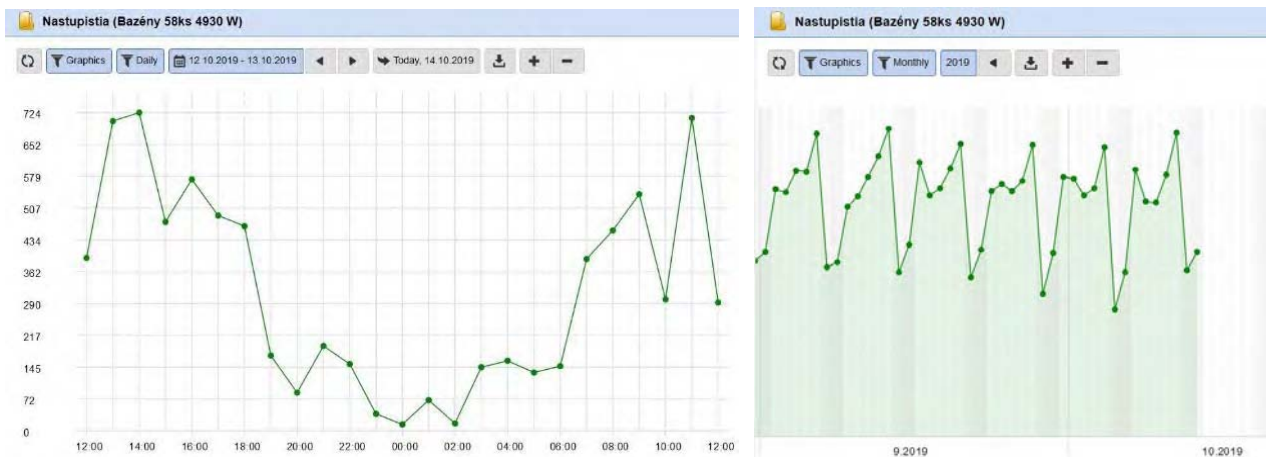 Nastupistia (Bazény 58ks 4930 W)
Graphics Daily 12.10.2019 - 13.10.2019 Today, 14.10.2019
724
652
579
507
434
362
290
217
145
72
0
12:00 14:00 16:00 18:00 20:00 22:00 00:00 02:00 04:00 06:00 08:00 10:00 12:00
Nastupistia (Bazény 58ks 4930 W)
Graphics Monthly 2019
9.2019 10.2019